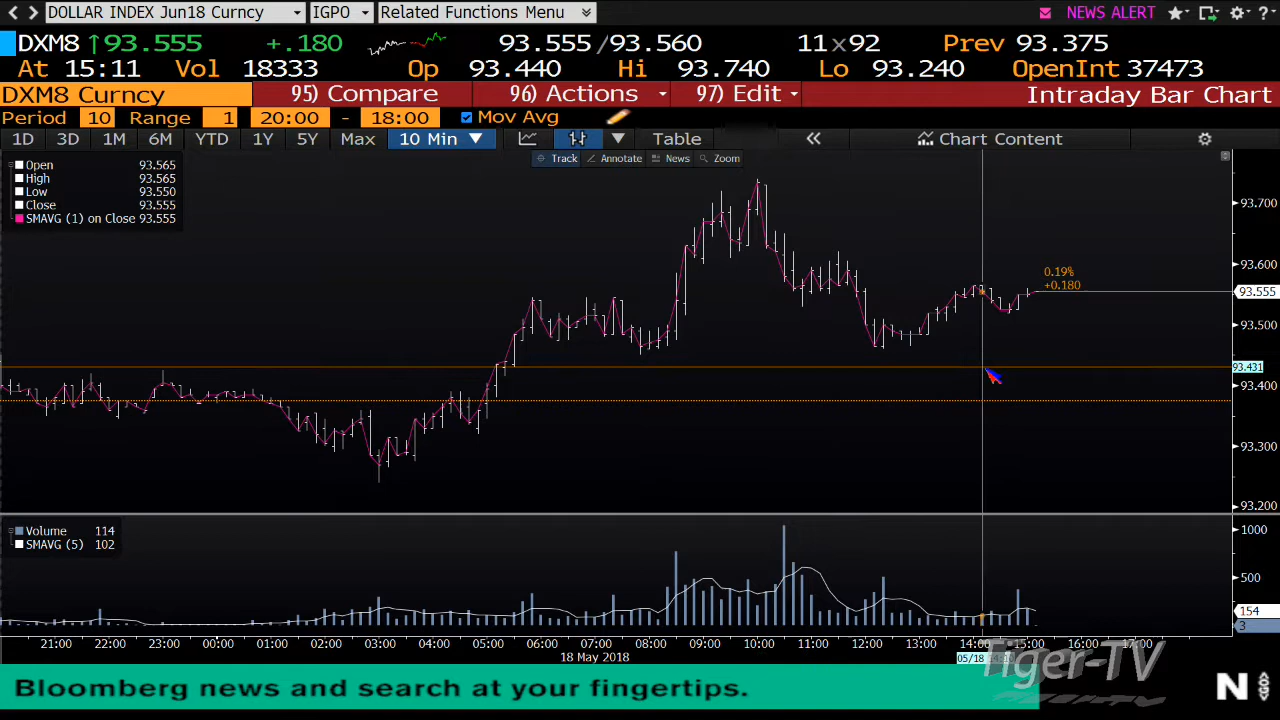 DOLLAR INDEX Jun18 Curncy IGPO Related Functions Menu NEWS ALERT ?
DXM8 ↑93.555 +.180 93.555/93.560 11x92 Prev 93.375
At 15:11 Vol 18333 Op 93.440 Hi 93.740 Lo 93.240 OpenInt 37473
DXM8 Curncy 95) Compare 96) Actions 97) Edit Intraday Bar Chart
Period 10 Range 1 20:00 - 18:00 Mov Avg
1D 3D 1M 6M YTD 1Y 5Y Max 10 Min ▼ Table « Chart Content
Track Annotate News Zoom
Open 93.565
High 93.565
Low 93.550
Close 93.555
SMAVG (1) on Close 93.555
93.700
93.600
0.19%
+0.180
93.555
93.500
93.431
93.400
93.300
93.200
Volume 114
SMAVG (5) 102
1000
500
154
3
21:00 22:00 23:00 00:00 01:00 02:00 03:00 04:00 05:00 06:00 07:00 08:00 09:00 10:00 11:00 12:00 13:00 14:00 15:00 16:00 17:00
18 May 2018
05/18
Tiger-TV
Bloomberg news and search at your fingertips.
N